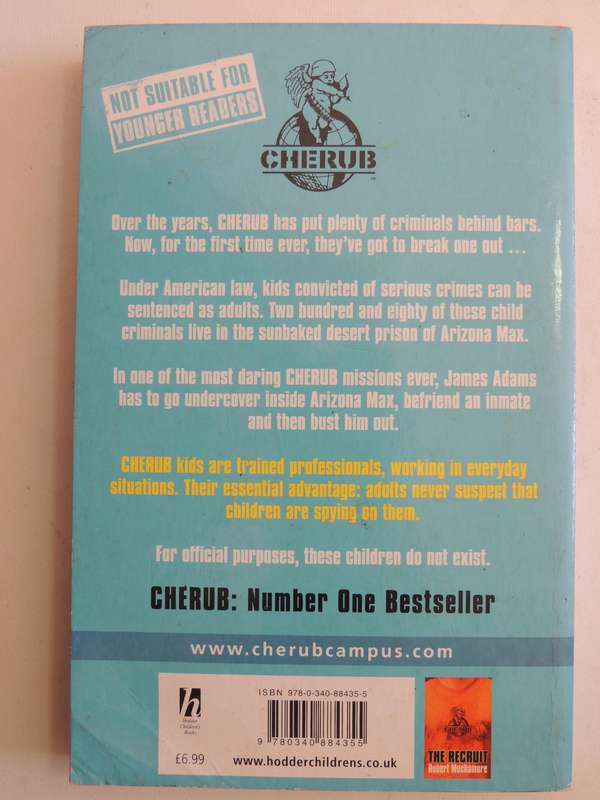 NOT SUITABLE FOR
YOUNGER READERS
CHERUB
™
Over the years, CHERUB has put plenty of criminals behind bars.
Now, for the first time ever, they've got to break one out ...
Under American law, kids convicted of serious crimes can be
sentenced as adults. Two hundred and eighty of these child
criminals live in the sunbaked desert prison of Arizona Max.
In one of the most daring CHERUB missions ever, James Adams
has to go undercover inside Arizona Max, befriend an inmate
and then bust him out.
CHERUB kids are trained professionals, working in everyday
situations. Their essential advantage: adults never suspect that
children are spying on them.
For official purposes, these children do not exist.
CHERUB: Number One Bestseller
www.cherubcampus.com
h
Hodder
Children's
Books
£6.99
ISBN 978-0-340-88435-5
9 780340 884355
www.hodderchildrens.co.uk
CHERUB
THE RECRUIT
Robert Muchamore